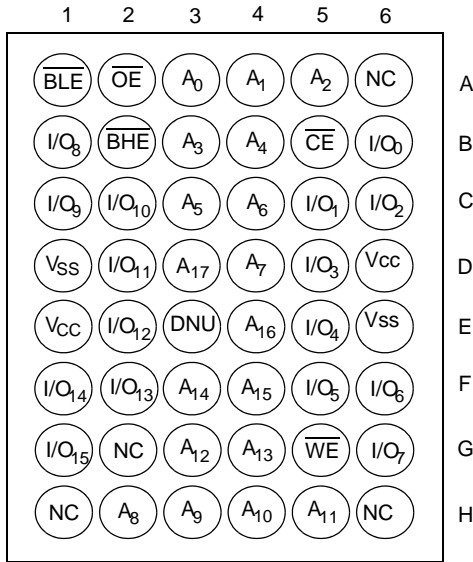 1 2 3 4 5 6
BLE OE A0 A1 A2 NC A
I/O8 BHE A3 A4 CE I/O0 B
I/O9 I/O10 A5 A6 I/O1 I/O2 C
VSS I/O11 A17 A7 I/O3 Vcc D
VCC I/O12 DNU A16 I/O4 Vss E
I/O14 I/O13 A14 A15 I/O5 I/O6 F
I/O15 NC A12 A13 WE I/O7 G
NC A8 A9 A10 A11 NC H